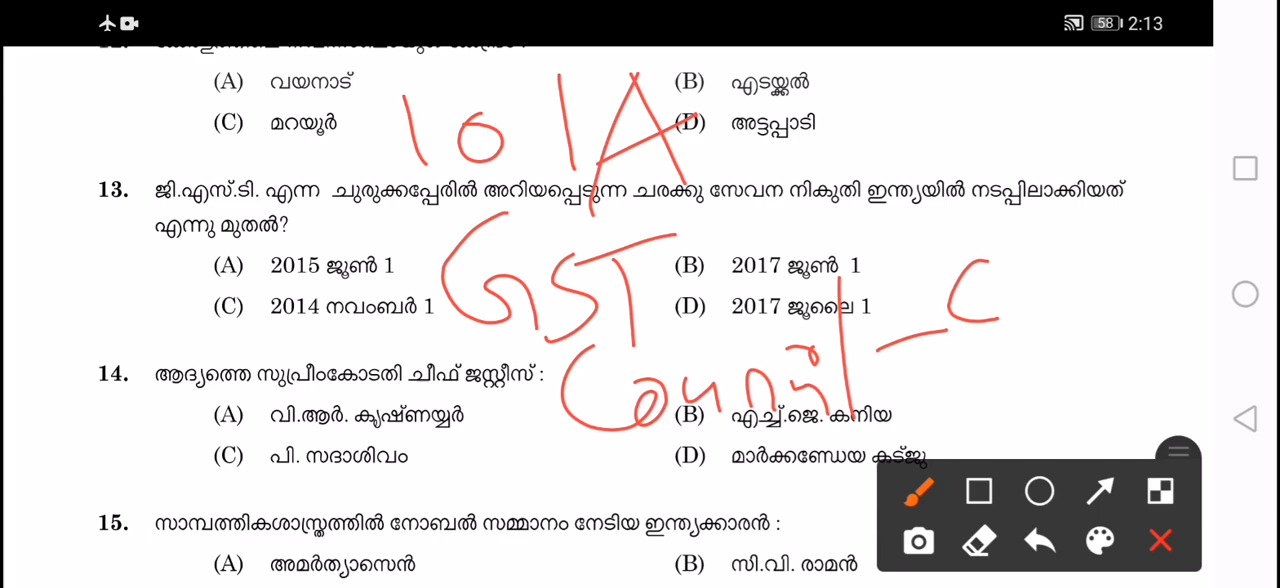 58 2:13
(A) വയനാട് (B) എടയ്ക്കൽ
(C) മറയൂർ (D) അട്ടപ്പാടി
101A
13. ജി.എസ്.ടി. എന്ന ചുരുക്കപ്പേരിൽ അറിയപ്പെടുന്ന ചരക്കു സേവന നികുതി ഇന്ത്യയിൽ നടപ്പിലാക്കിയത്
എന്നു മുതൽ?
(A) 2015 ജൂൺ 1 (B) 2017 ജൂൺ 1
GST
(C) 2014 നവംബർ 1 (D) 2017 ജൂലൈ 1
Council - C
14. ആദ്യത്തെ സുപ്രീംകോടതി ചീഫ് ജസ്റ്റീസ് :
(A) വി.ആർ. കൃഷ്ണയ്യർ (B) എച്ച്.ജെ. കനിയ
(C) പി. സദാശിവം (D) മാർക്കണ്ഡേയ കട്ജു
15. സാമ്പത്തികശാസ്ത്രത്തിൽ നോബൽ സമ്മാനം നേടിയ ഇന്ത്യക്കാരൻ :
(A) അമർത്യാസെൻ (B) സി.വി. രാമൻ